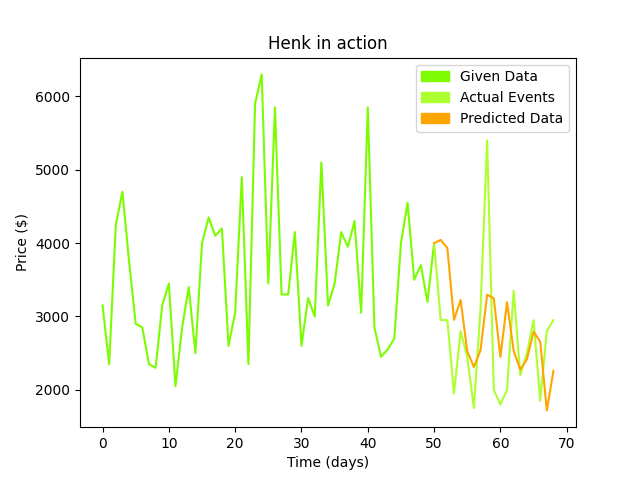 Henk in action
Given Data
Actual Events
Predicted Data
Price ($)
6000
5000
4000
3000
2000
0 10 20 30 40 50 60 70
Time (days)